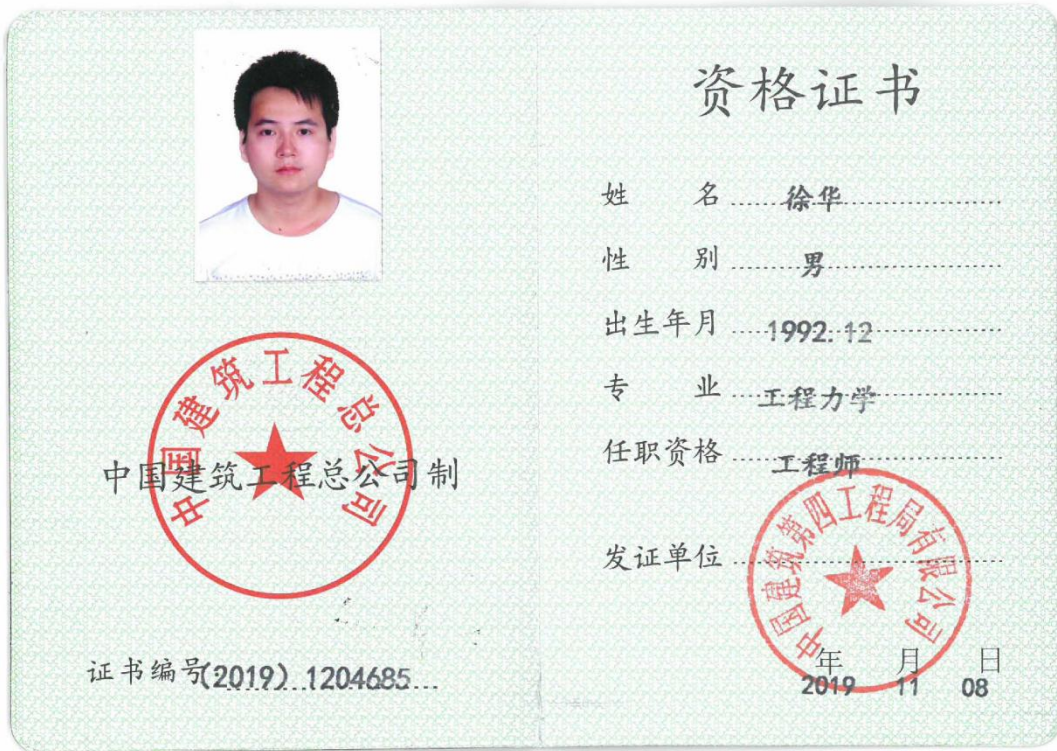 中国建筑工程总公司
中国建筑工程总公司制
证书编号:(2019) 1204685
资格证书
姓 名 徐华
性 别 男
出生年月 1992.12
专 业 工程力学
任职资格 工程师
发证单位
中国建筑第四工程局有限公司
年 月 日
2019 11 08